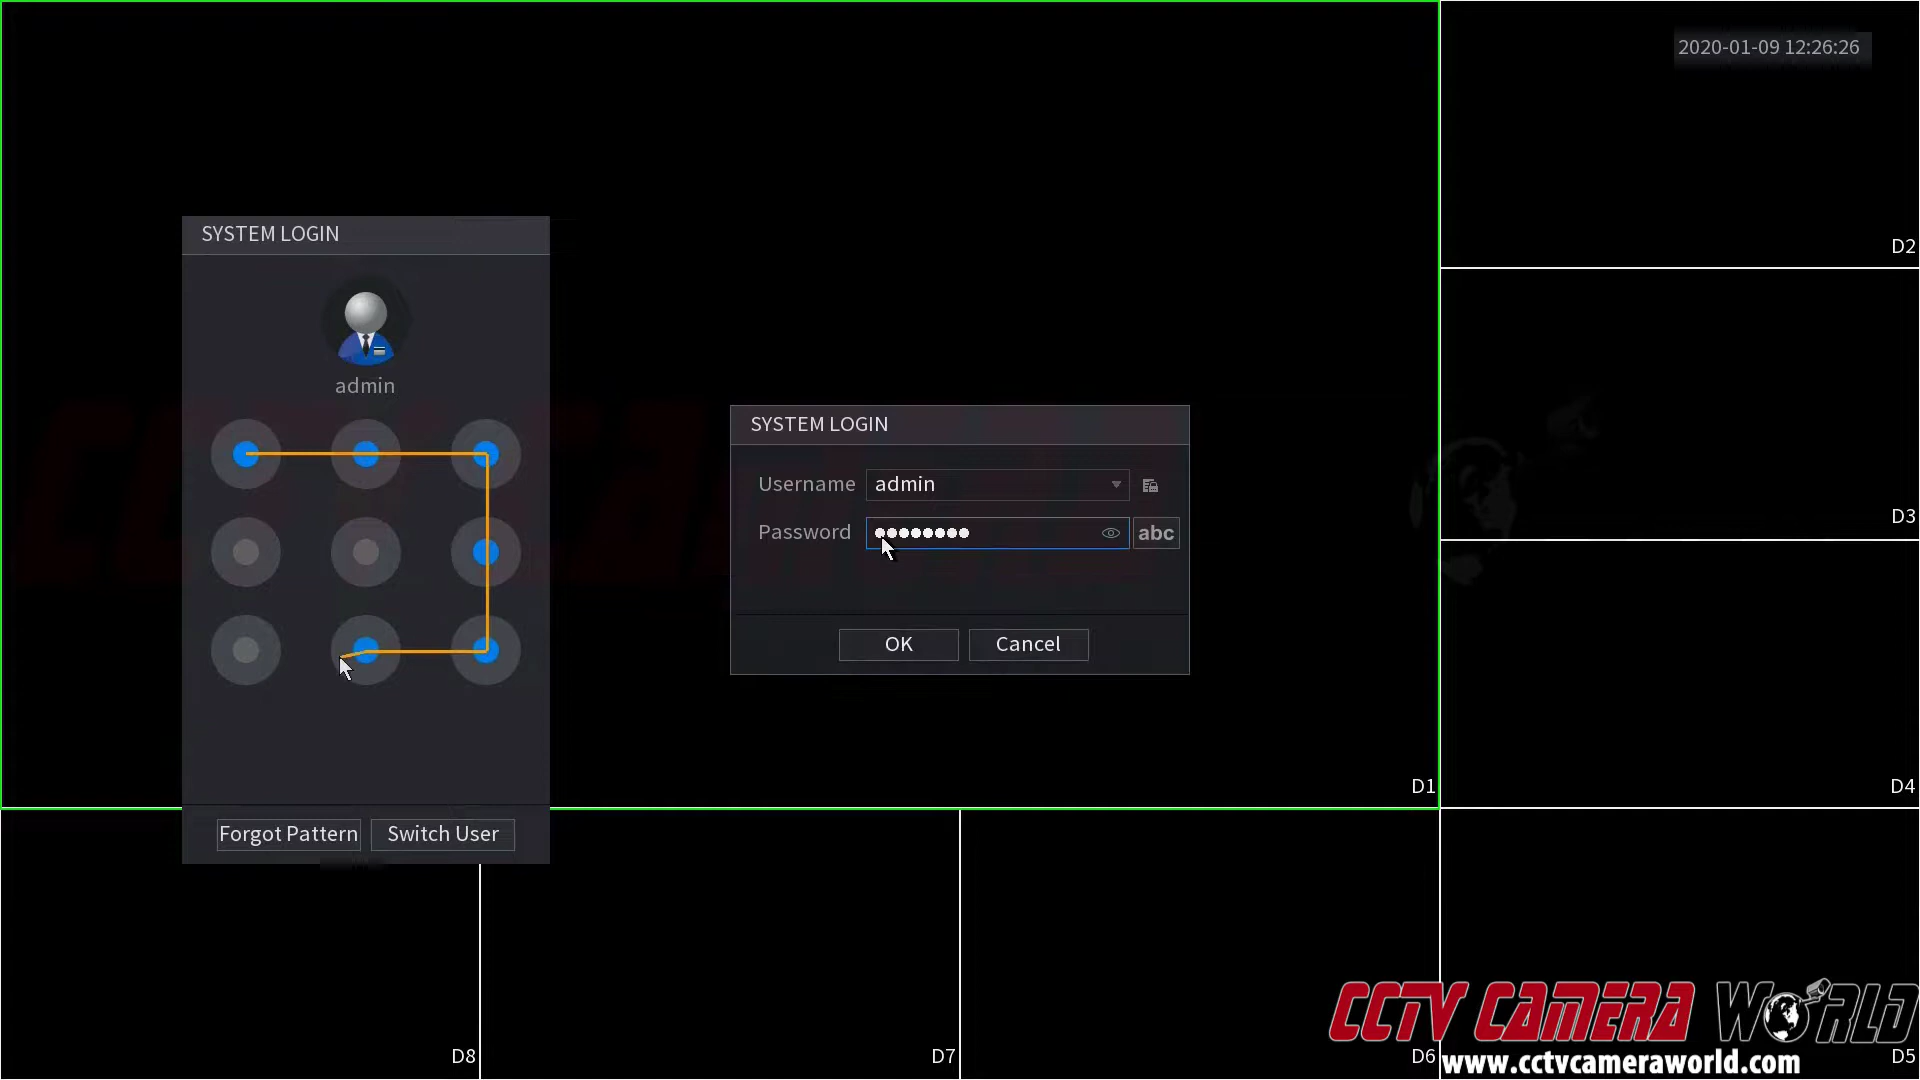 2020-01-09 12:26:26
D2
SYSTEM LOGIN
admin
SYSTEM LOGIN
Username admin
Password ●●●●●●●● abc
D3
OK Cancel
D1
D4
Forgot Pattern Switch User
CCTV CAMERA WORLD
D8
D7
D6
www.cctvcameraworld.com
D5